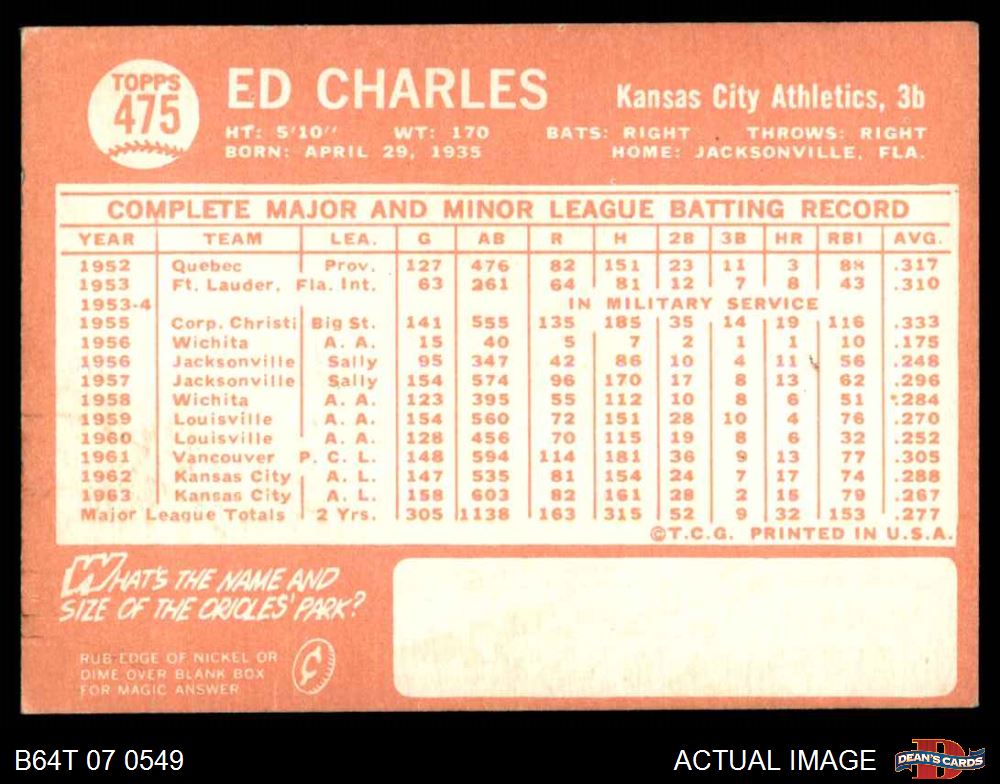 TOPPS
475
ED CHARLES
Kansas City Athletics, 3b
HT: 5'10" WT: 170 BATS: RIGHT THROWS: RIGHT
BORN: APRIL 29, 1935 HOME: JACKSONVILLE, FLA.
COMPLETE MAJOR AND MINOR LEAGUE BATTING RECORD
YEAR TEAM LEA. G AB R H 2B 3B HR RBI AVG.
1952 Quebec Prov. 127 476 82 151 23 11 3 88 .317
1953 Ft. Lauder. Fla. Int. 63 261 64 81 12 7 8 43 .310
1953-4 IN MILITARY SERVICE
1955 Corp. Christi Big St. 141 555 135 185 35 14 19 116 .333
1956 Wichita A. A. 15 40 5 7 2 1 1 10 .175
1956 Jacksonville Sally 95 347 42 86 10 4 11 56 .248
1957 Jacksonville Sally 154 574 96 170 17 8 13 62 .296
1958 Wichita A. A. 123 395 55 112 10 8 6 51 .284
1959 Louisville A. A. 154 560 72 151 28 10 4 76 .270
1960 Louisville A. A. 128 456 70 115 19 8 6 32 .252
1961 Vancouver P. C. L. 148 594 114 181 36 9 13 77 .305
1962 Kansas City A. L. 147 535 81 154 24 7 17 74 .288
1963 Kansas City A. L. 158 603 82 161 28 2 15 79 .267
Major League Totals 2 Yrs. 305 1138 163 315 52 9 32 153 .277
©T.C.G. PRINTED IN U.S.A.
WHAT'S THE NAME AND
SIZE OF THE ORIOLES' PARK?
RUB EDGE OF NICKEL OR
DIME OVER BLANK BOX
FOR MAGIC ANSWER
B64T 07 0549
ACTUAL IMAGE
D
DEAN'S CARDS